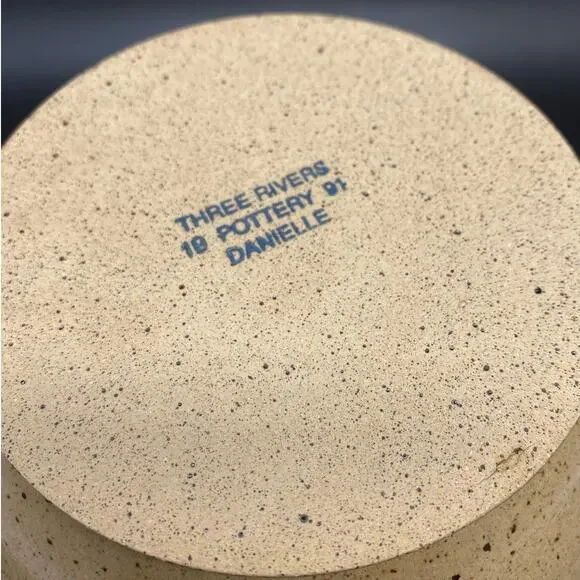 THREE RIVERS
19 POTTERY 91
DANIELLE